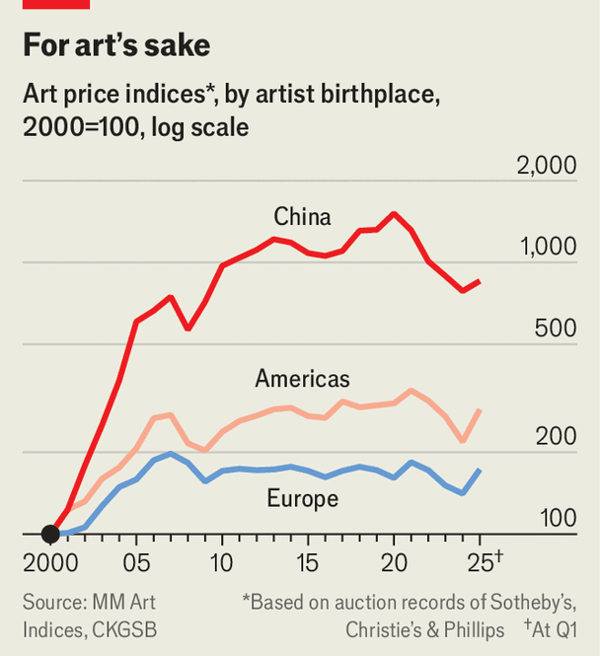 For art’s sake
Art price indices*, by artist birthplace,
2000=100, log scale
2,000
China
1,000
500
Americas
200
Europe
100
2000 05 10 15 20 25†
Source: MM Art
Indices, CKGSB
*Based on auction records of Sotheby’s,
Christie’s & Phillips †At Q1